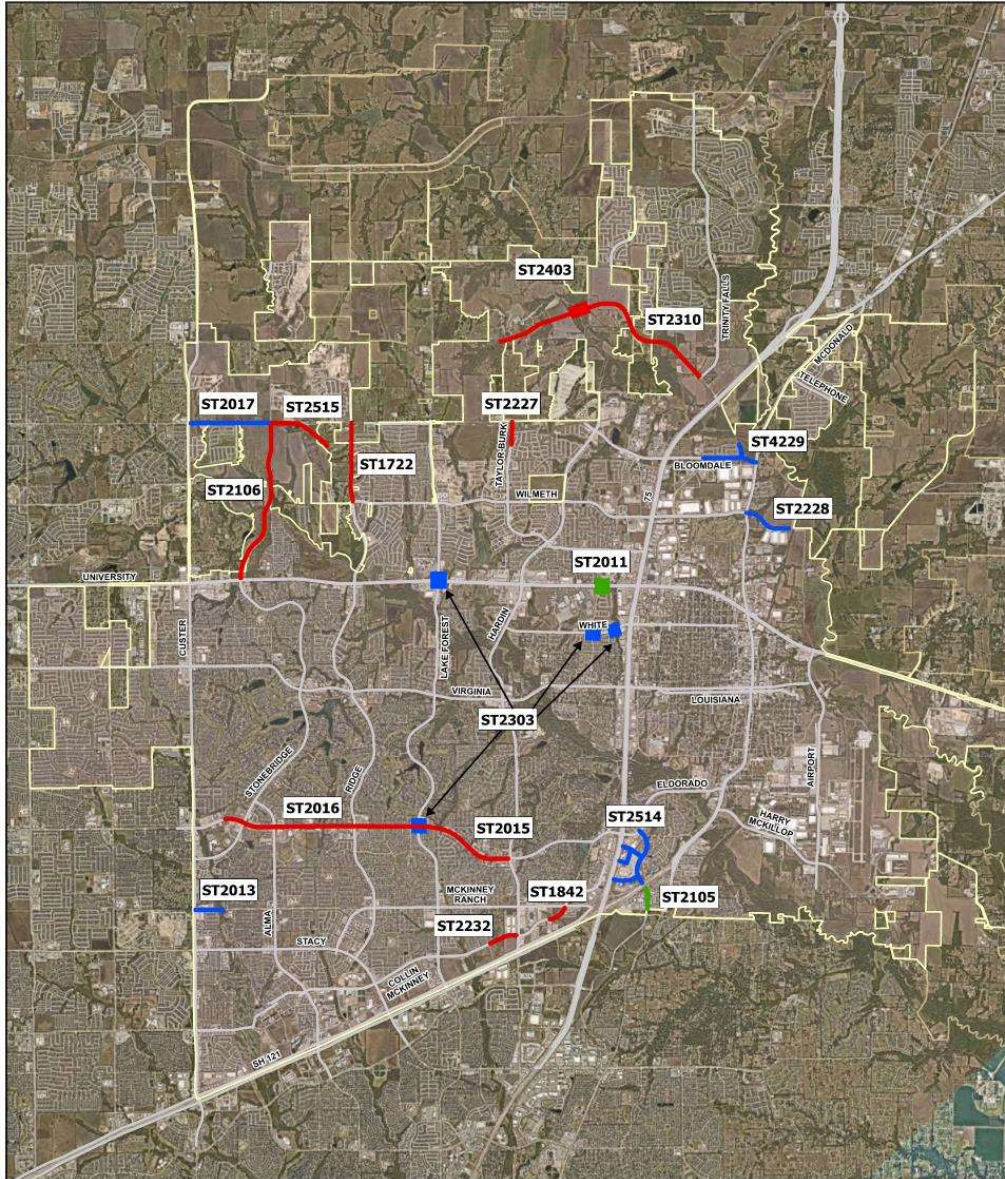 ST2403
ST2310
TRINITY FALLS
MCDONALD
TELEPHONE
ST2017
ST2515
ST2227
TAYLOR-BURK
ST4229
BLOOMDALE
ST1722
ST2106
WILMETH
75
ST2228
UNIVERSITY
ST2011
CUSTER
LAKE FOREST
HARDIN
WHITE
VIRGINIA
LOUISIANA
ST2303
STONEBRIDGE
RIDGE
ELDORADO
AIRPORT
HARRY
MCKILLOP
ST2016
ST2015
ST2514
ST2013
ALMA
MCKINNEY
RANCH
ST1842
ST2105
ST2232
STACY
COLLIN
MCKINNEY
SH 121